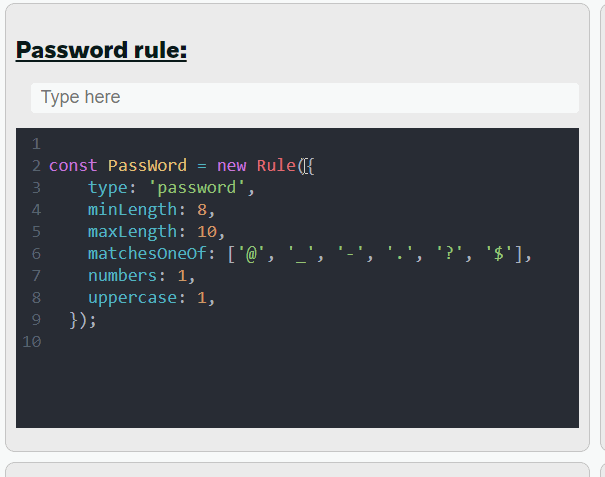 Password rule:
Type here
1
2 const PassWord = new Rule({
3 type: 'password',
4 minLength: 8,
5 maxLength: 10,
6 matchesOneOf: ['@', '_', '-', '.', '?', '$'],
7 numbers: 1,
8 uppercase: 1,
9 });
10